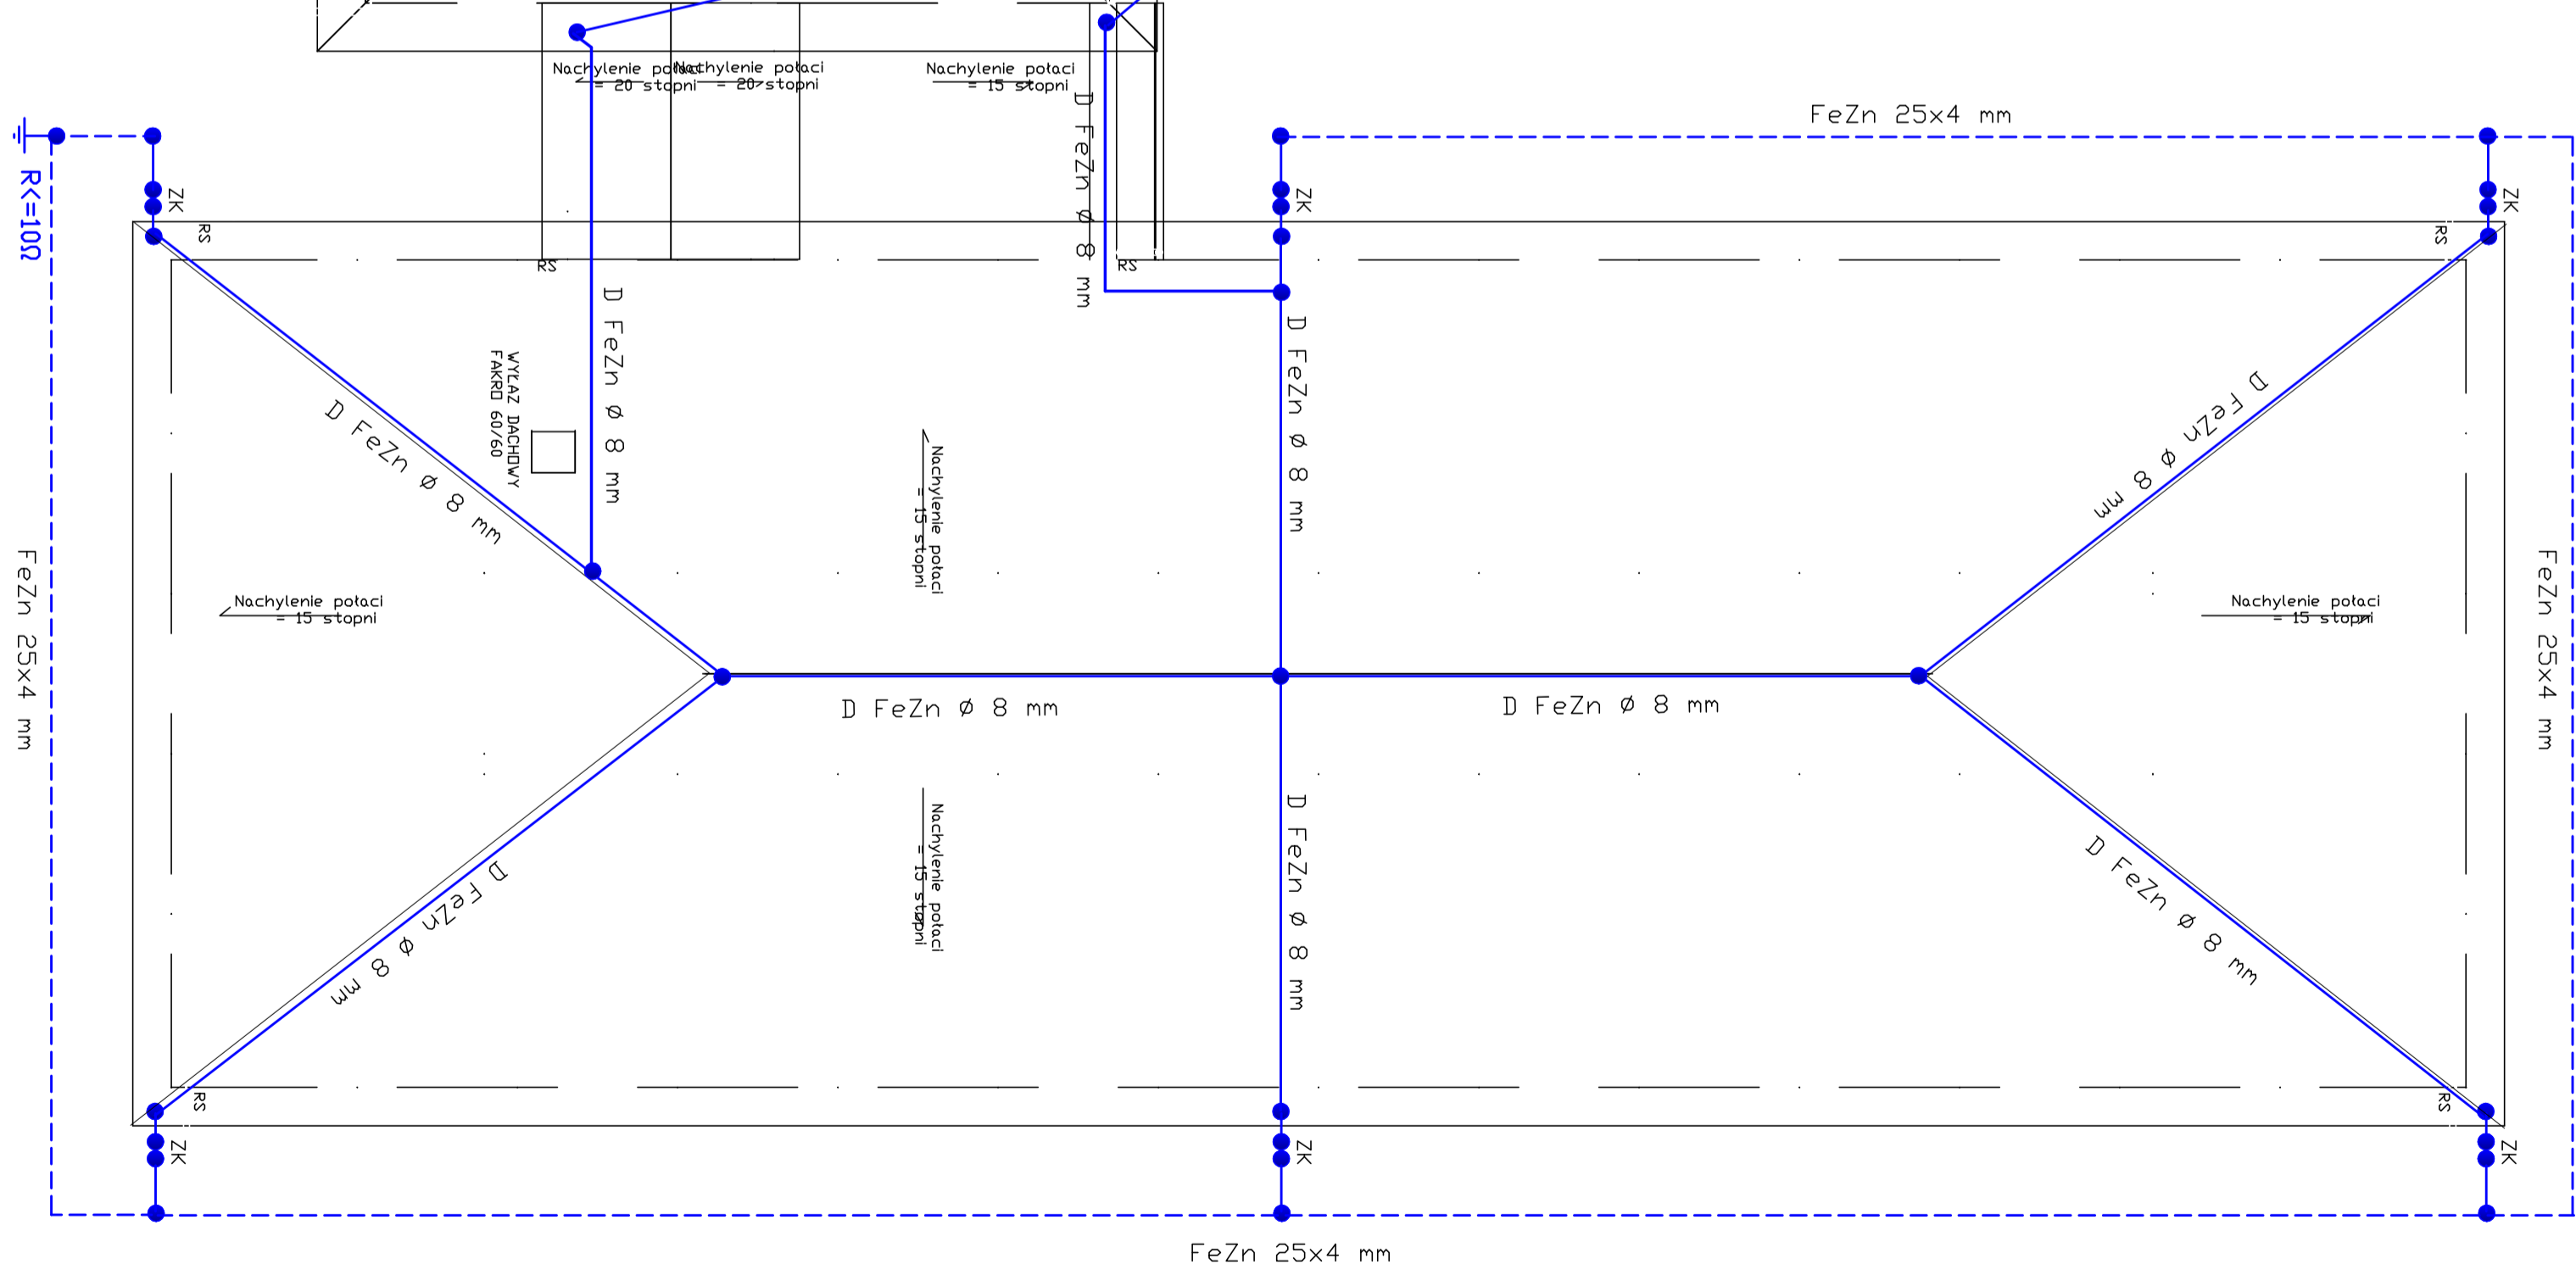 Nachylenie połaci
= 20 stopni
Nachylenie połaci
= 20 stopni
Nachylenie połaci
= 15 stopni
FeZn 25x4 mm
R<=10Ω
ZK
RS
D FeZn Ø 8 mm
ZK
ZK
RS
RS
RS
D FeZn Ø 8 mm
D FeZn Ø 8 mm
WYŁAZ DACHOWY
FAKRO 60/60
D FeZn Ø 8 mm
Nachylenie połaci
= 15 stopni
D FeZn Ø 8 mm
FeZn 25x4 mm
Nachylenie połaci
= 15 stopni
Nachylenie połaci
= 15 stopni
FeZn 25x4 mm
D FeZn Ø 8 mm
D FeZn Ø 8 mm
D FeZn Ø 8 mm
Nachylenie połaci
= 15 stopni
D FeZn Ø 8 mm
D FeZn Ø 8 mm
RS
ZK
ZK
RS
ZK
FeZn 25x4 mm